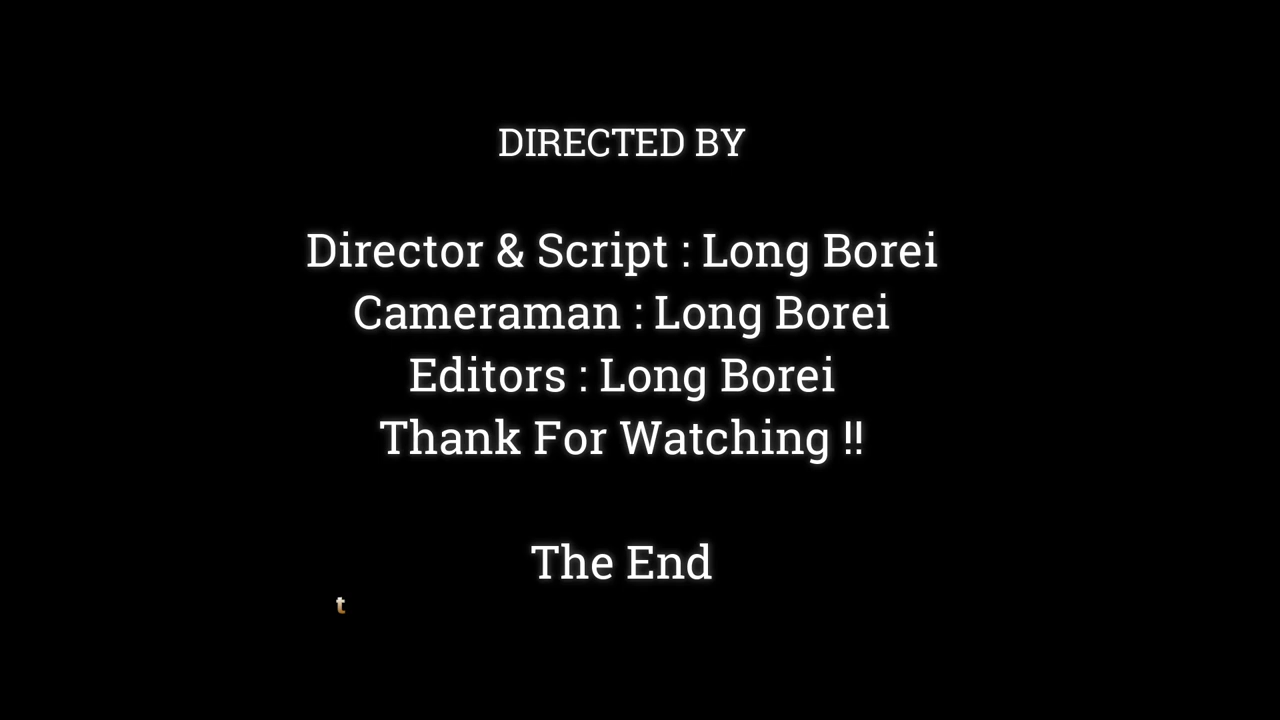 DIRECTED BY
Director & Script : Long Borei
Cameraman : Long Borei
Editors : Long Borei
Thank For Watching !!
The End
t